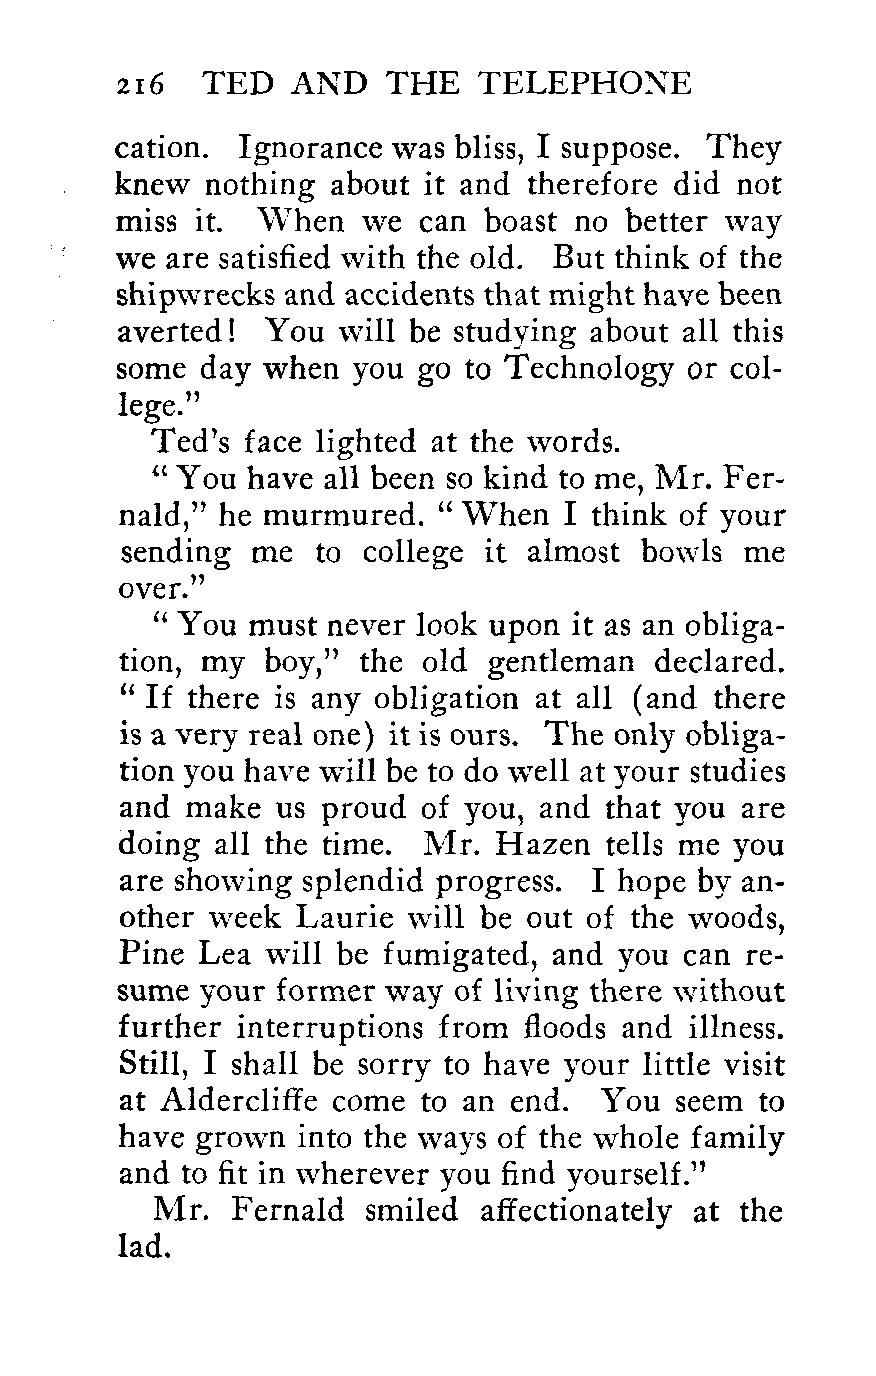 216 TED AND THE TELEPHONE
cation. Ignorance was bliss, I suppose. They
knew nothing about it and therefore did not
miss it. When we can boast no better way
we are satisfied with the old. But think of the
shipwrecks and accidents that might have been
averted! You will be studying about all this
some day when you go to Technology or col-
lege."
Ted's face lighted at the words.
" You have all been so kind to me, Mr. Fer-
nald," he murmured. " When I think of your
sending me to college it almost bowls me
over."
" You must never look upon it as an obliga-
tion, my boy," the old gentleman declared.
" If there is any obligation at all (and there
is a very real one) it is ours. The only obliga-
tion you have will be to do well at your studies
and make us proud of you, and that you are
doing all the time. Mr. Hazen tells me you
are showing splendid progress. I hope by an-
other week Laurie will be out of the woods,
Pine Lea will be fumigated, and you can re-
sume your former way of living there without
further interruptions from floods and illness.
Still, I shall be sorry to have your little visit
at Aldercliffe come to an end. You seem to
have grown into the ways of the whole family
and to fit in wherever you find yourself."
Mr. Fernald smiled affectionately at the
lad.